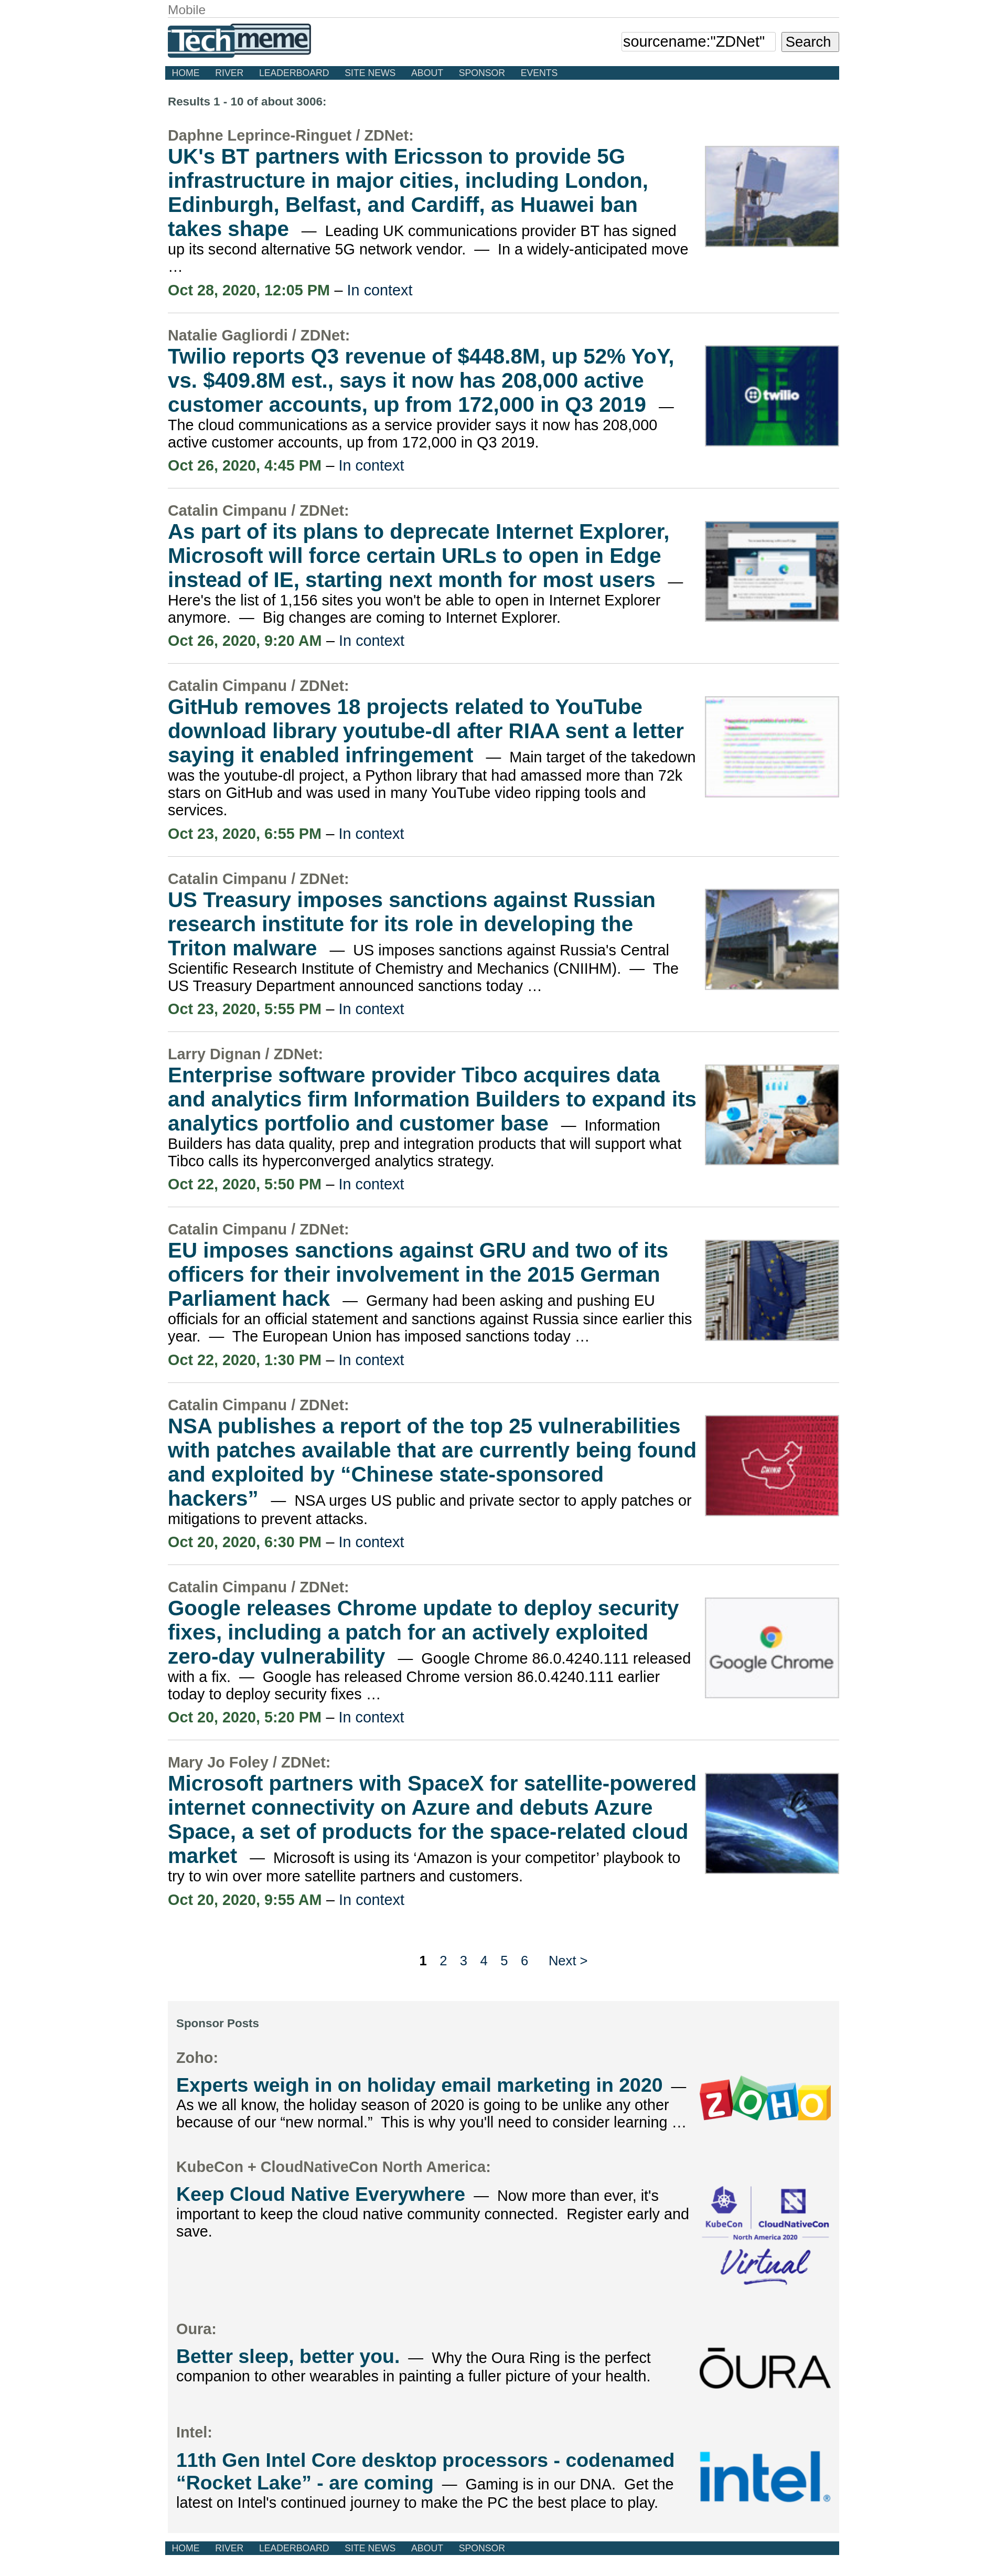 Mobile
Techmeme
sourcename:"ZDNet"
Search
HOME RIVER LEADERBOARD SITE NEWS ABOUT SPONSOR EVENTS
Results 1 - 10 of about 3006:
Daphne Leprince-Ringuet / ZDNet:
UK's BT partners with Ericsson to provide 5G
infrastructure in major cities, including London,
Edinburgh, Belfast, and Cardiff, as Huawei ban
takes shape — Leading UK communications provider BT has signed
up its second alternative 5G network vendor. — In a widely-anticipated move
…
Oct 28, 2020, 12:05 PM – In context
Natalie Gagliordi / ZDNet:
Twilio reports Q3 revenue of $448.8M, up 52% YoY,
vs. $409.8M est., says it now has 208,000 active
customer accounts, up from 172,000 in Q3 2019 —
The cloud communications as a service provider says it now has 208,000
active customer accounts, up from 172,000 in Q3 2019.
Oct 26, 2020, 4:45 PM – In context
twilio
Catalin Cimpanu / ZDNet:
As part of its plans to deprecate Internet Explorer,
Microsoft will force certain URLs to open in Edge
instead of IE, starting next month for most users —
Here's the list of 1,156 sites you won't be able to open in Internet Explorer
anymore. — Big changes are coming to Internet Explorer.
Oct 26, 2020, 9:20 AM – In context
Catalin Cimpanu / ZDNet:
GitHub removes 18 projects related to YouTube
download library youtube-dl after RIAA sent a letter
saying it enabled infringement — Main target of the takedown
was the youtube-dl project, a Python library that had amassed more than 72k
stars on GitHub and was used in many YouTube video ripping tools and
services.
Oct 23, 2020, 6:55 PM – In context
Catalin Cimpanu / ZDNet:
US Treasury imposes sanctions against Russian
research institute for its role in developing the
Triton malware — US imposes sanctions against Russia's Central
Scientific Research Institute of Chemistry and Mechanics (CNIIHM). — The
US Treasury Department announced sanctions today …
Oct 23, 2020, 5:55 PM – In context
Larry Dignan / ZDNet:
Enterprise software provider Tibco acquires data
and analytics firm Information Builders to expand its
analytics portfolio and customer base — Information
Builders has data quality, prep and integration products that will support what
Tibco calls its hyperconverged analytics strategy.
Oct 22, 2020, 5:50 PM – In context
Catalin Cimpanu / ZDNet:
EU imposes sanctions against GRU and two of its
officers for their involvement in the 2015 German
Parliament hack — Germany had been asking and pushing EU
officials for an official statement and sanctions against Russia since earlier this
year. — The European Union has imposed sanctions today …
Oct 22, 2020, 1:30 PM – In context
Catalin Cimpanu / ZDNet:
NSA publishes a report of the top 25 vulnerabilities
with patches available that are currently being found
and exploited by “Chinese state-sponsored
hackers” — NSA urges US public and private sector to apply patches or
mitigations to prevent attacks.
Oct 20, 2020, 6:30 PM – In context
CHINA
Catalin Cimpanu / ZDNet:
Google releases Chrome update to deploy security
fixes, including a patch for an actively exploited
zero-day vulnerability — Google Chrome 86.0.4240.111 released
with a fix. — Google has released Chrome version 86.0.4240.111 earlier
today to deploy security fixes …
Oct 20, 2020, 5:20 PM – In context
Google Chrome
Mary Jo Foley / ZDNet:
Microsoft partners with SpaceX for satellite-powered
internet connectivity on Azure and debuts Azure
Space, a set of products for the space-related cloud
market — Microsoft is using its ‘Amazon is your competitor’ playbook to
try to win over more satellite partners and customers.
Oct 20, 2020, 9:55 AM – In context
1 2 3 4 5 6 Next >
Sponsor Posts
Zoho:
Experts weigh in on holiday email marketing in 2020 —
As we all know, the holiday season of 2020 is going to be unlike any other
because of our “new normal.” This is why you'll need to consider learning …
ZOHO
KubeCon + CloudNativeCon North America:
Keep Cloud Native Everywhere — Now more than ever, it's
important to keep the cloud native community connected. Register early and
save.
KubeCon CloudNativeCon
North America 2020
Virtual
Oura:
Better sleep, better you. — Why the Oura Ring is the perfect
companion to other wearables in painting a fuller picture of your health.
ŌURA
Intel:
11th Gen Intel Core desktop processors - codenamed
“Rocket Lake” - are coming — Gaming is in our DNA. Get the
latest on Intel's continued journey to make the PC the best place to play.
intel®
HOME RIVER LEADERBOARD SITE NEWS ABOUT SPONSOR